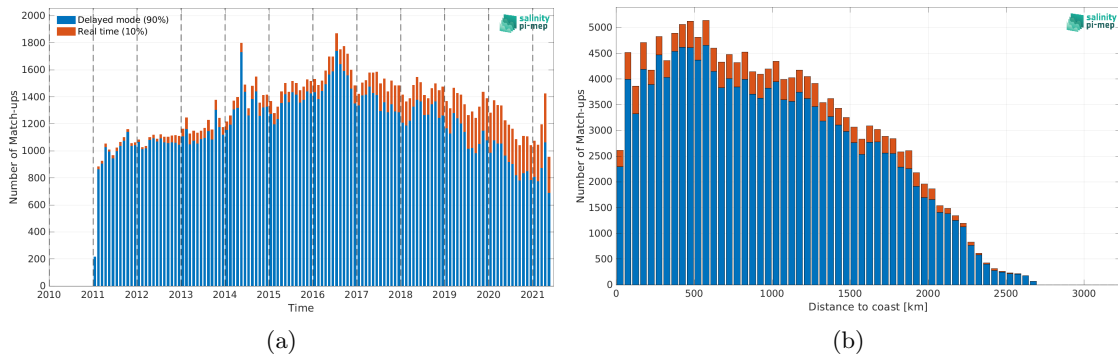 Delayed mode (90%)
Real time (10%)
salinity
pi-mep
Number of Match-ups
2000
1800
1600
1400
1200
1000
800
600
400
200
0
2010 2011 2012 2013 2014 2015 2016 2017 2018 2019 2020 2021
Time
(a)
salinity
pi-mep
Number of Match-ups
5000
4500
4000
3500
3000
2500
2000
1500
1000
500
0
0 500 1000 1500 2000 2500 3000
Distance to coast [km]
(b)